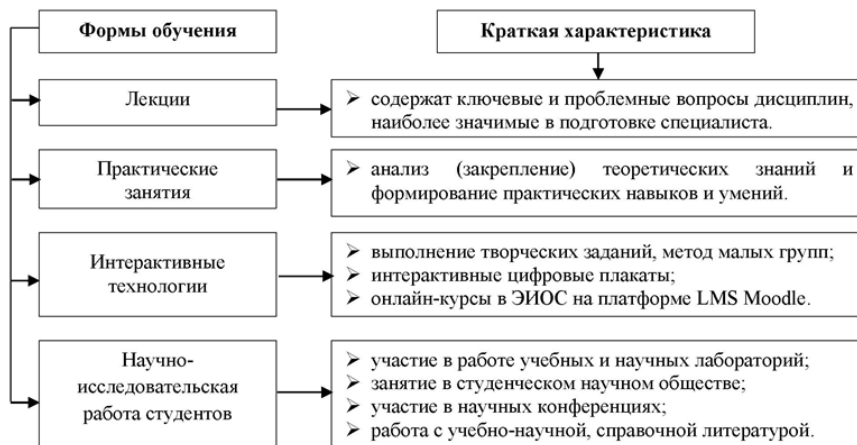 Формы обучения
Краткая характеристика
Лекции
➢ содержат ключевые и проблемные вопросы дисциплин,
наиболее значимые в подготовке специалиста.
Практические
занятия
➢ анализ (закрепление) теоретических знаний и
формирование практических навыков и умений.
Интерактивные
технологии
➢ выполнение творческих заданий, метод малых групп;
➢ интерактивные цифровые плакаты;
➢ онлайн-курсы в ЭИОС на платформе LMS Moodle.
Научно-
исследовательская
работа студентов
➢ участие в работе учебных и научных лабораторий;
➢ занятие в студенческом научном обществе;
➢ участие в научных конференциях;
➢ работа с учебно-научной, справочной литературой.